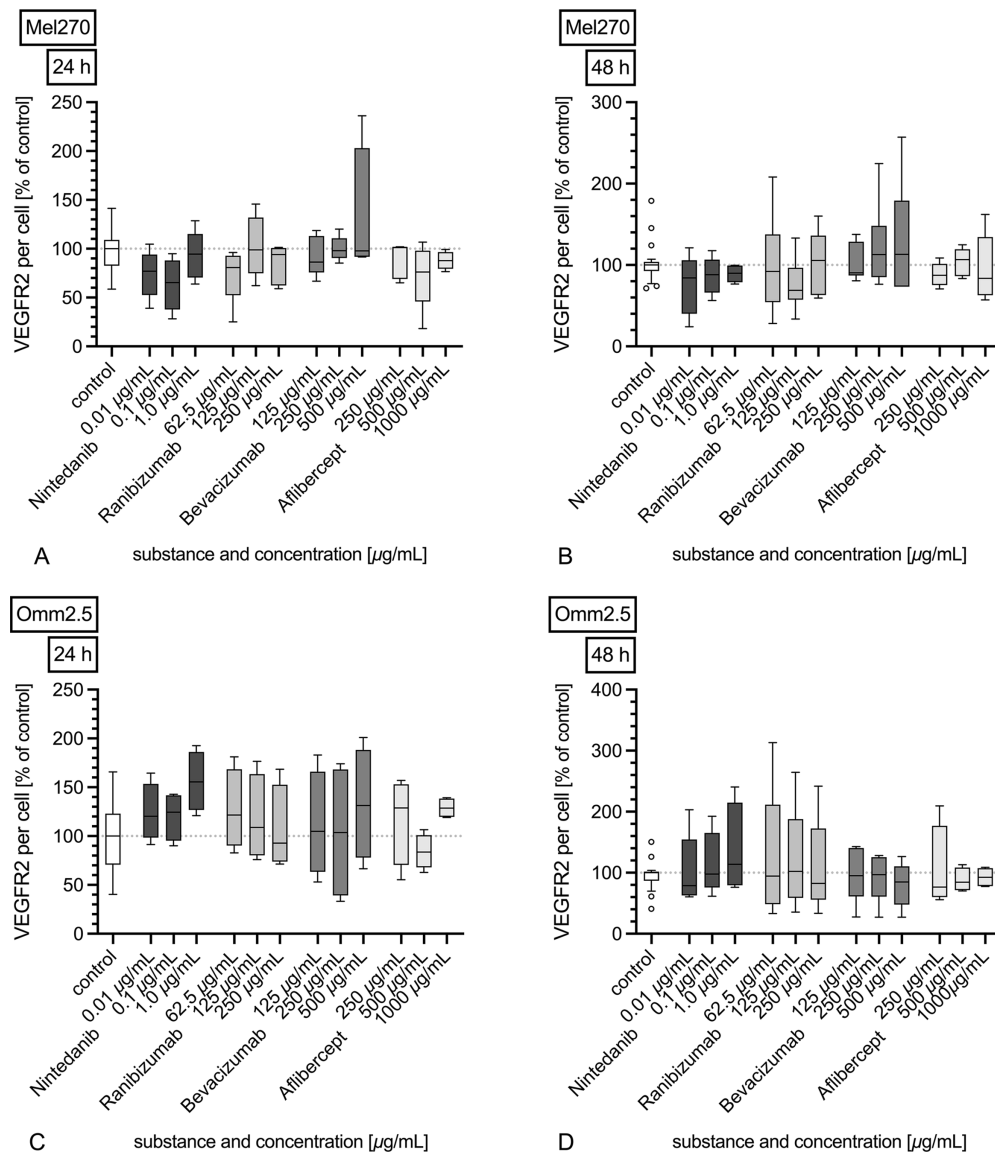 Mel270
24 h
VEGFR2 per cell [% of control]
250
200
150
100
50
0
control
0.01 µg/mL
0.1 µg/mL
1.0 µg/mL
62.5 µg/mL
125 µg/mL
250 µg/mL
125 µg/mL
250 µg/mL
500 µg/mL
250 µg/mL
500 µg/mL
1000 µg/mL
Nintedanib
Ranibizumab
Bevacizumab
Aflibercept
A
substance and concentration [µg/mL]
Mel270
48 h
VEGFR2 per cell [% of control]
300
200
100
0
control
0.01 µg/mL
0.1 µg/mL
1.0 µg/mL
62.5 µg/mL
125 µg/mL
250 µg/mL
125 µg/mL
250 µg/mL
500 µg/mL
250 µg/mL
500 µg/mL
1000 µg/mL
Nintedanib
Ranibizumab
Bevacizumab
Aflibercept
B
substance and concentration [µg/mL]
Omm2.5
24 h
VEGFR2 per cell [% of control]
250
200
150
100
50
0
control
0.01 µg/mL
0.1 µg/mL
1.0 µg/mL
62.5 µg/mL
125 µg/mL
250 µg/mL
125 µg/mL
250 µg/mL
500 µg/mL
250 µg/mL
500 µg/mL
1000 µg/mL
Nintedanib
Ranibizumab
Bevacizumab
Aflibercept
C
substance and concentration [µg/mL]
Omm2.5
48 h
VEGFR2 per cell [% of control]
400
300
200
100
0
control
0.01 µg/mL
0.1 µg/mL
1.0 µg/mL
62.5 µg/mL
125 µg/mL
250 µg/mL
125 µg/mL
250 µg/mL
500 µg/mL
250 µg/mL
500 µg/mL
1000µg/mL
Nintedanib
Ranibizumab
Bevacizumab
Aflibercept
D
substance and concentration [µg/mL]